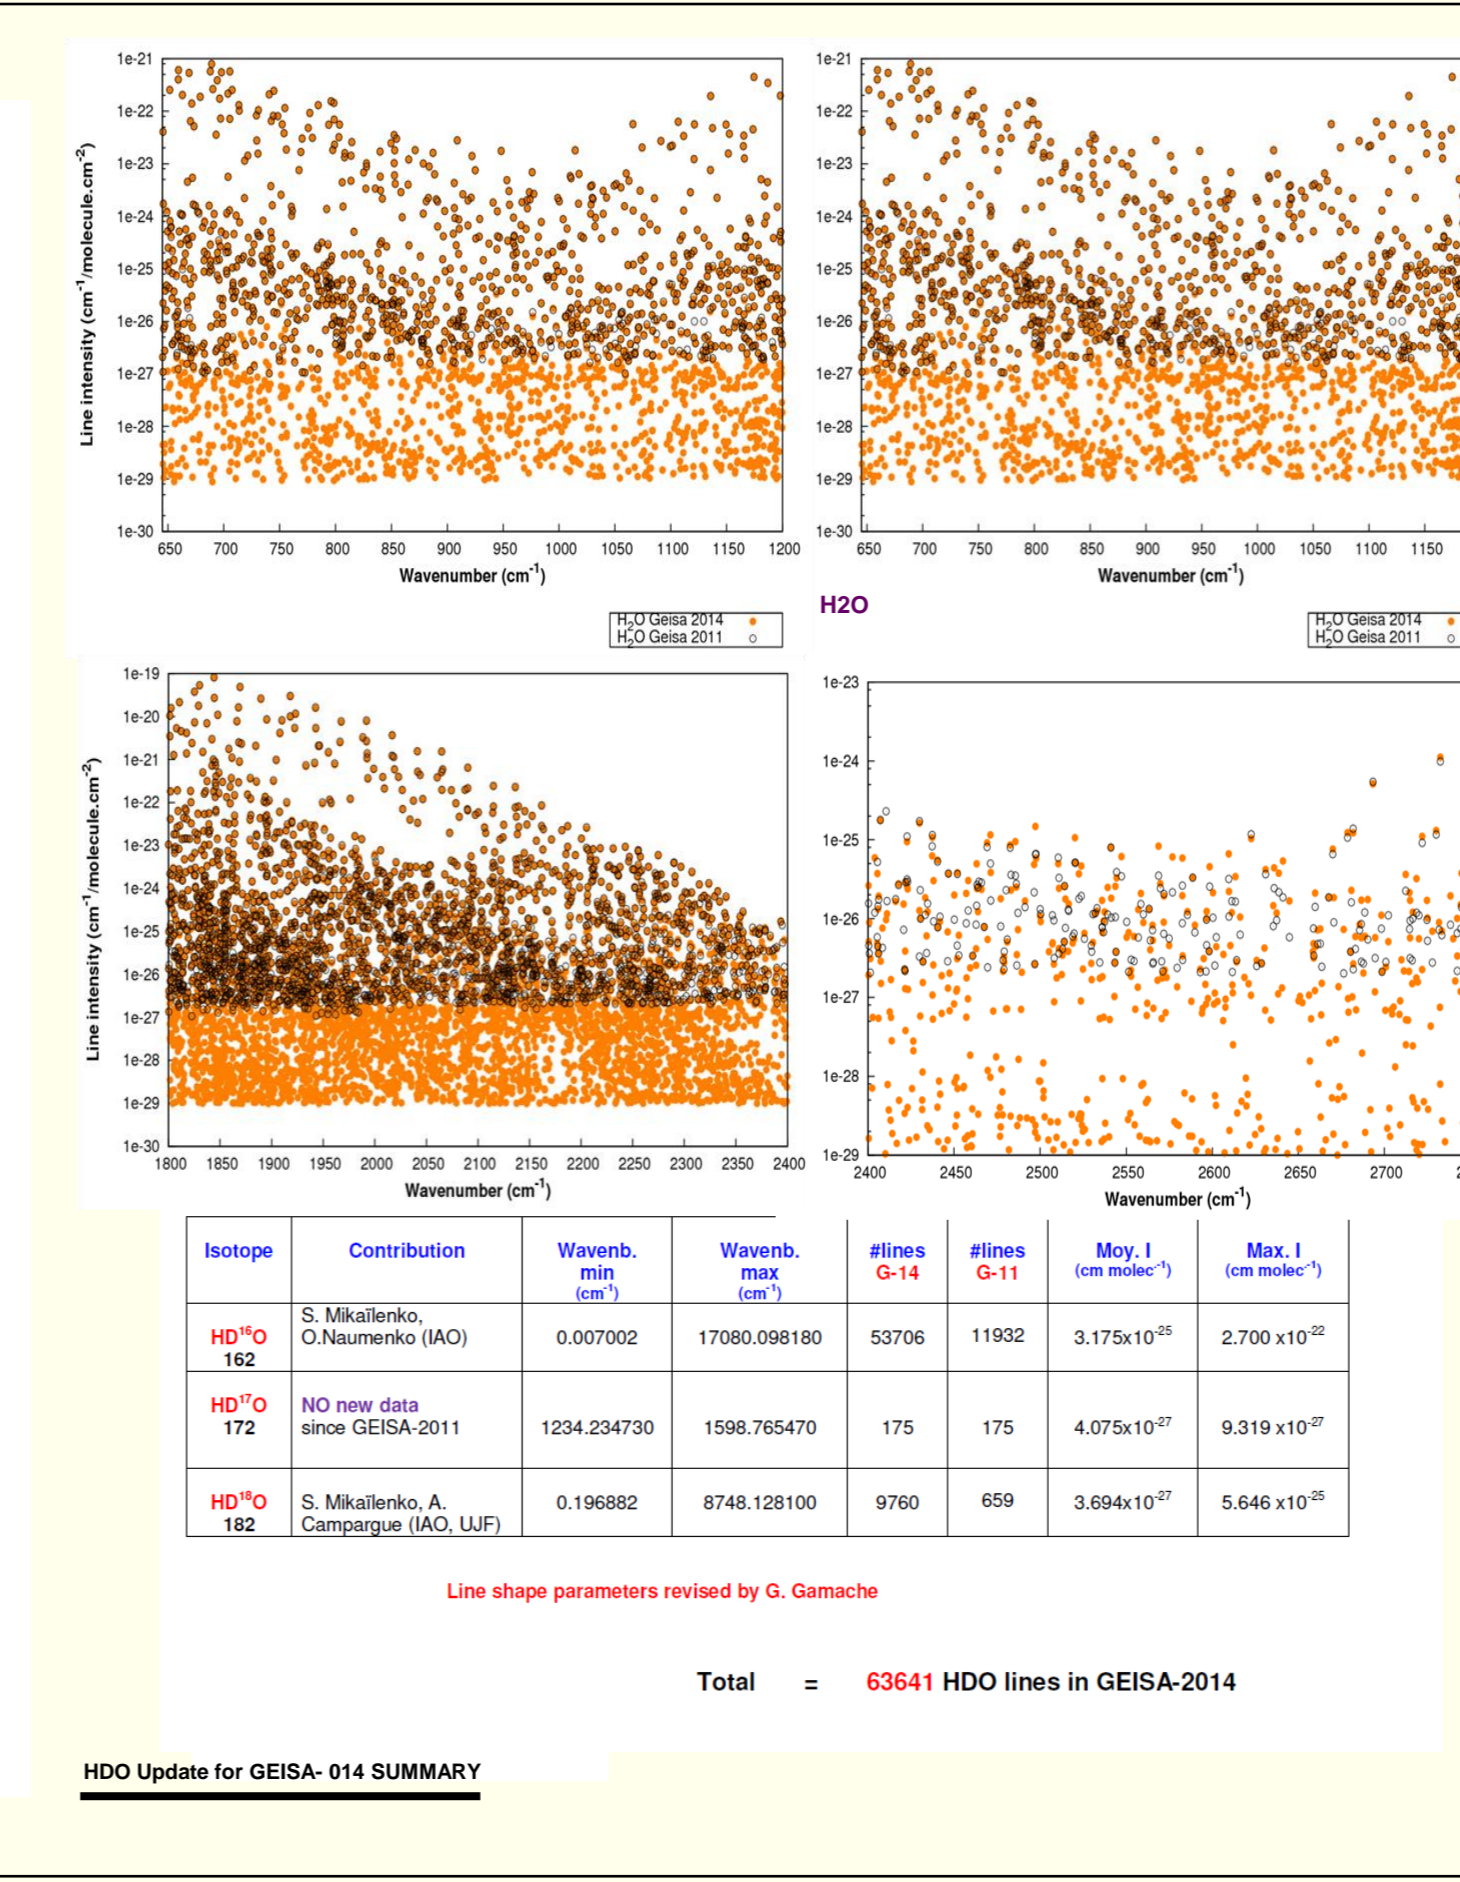 1e-21
1e-22
1e-23
1e-24
1e-25
1e-26
1e-27
1e-28
1e-29
1e-30
Line intensity (cm-1/molecule.cm-2)
650 700 750 800 850 900 950 1000 1050 1100 1150 1200
Wavenumber (cm-1)
H2O Geisa 2014
H2O Geisa 2011
1e-21
1e-22
1e-23
1e-24
1e-25
1e-26
1e-27
1e-28
1e-29
1e-30
650 700 750 800 850 900 950 1000 1050 1100 1150
Wavenumber (cm-1)
H2O
H2O Geisa 2014
H2O Geisa 2011
1e-19
1e-20
1e-21
1e-22
1e-23
1e-24
1e-25
1e-26
1e-27
1e-28
1e-29
1e-30
Line intensity (cm-1/molecule.cm-2)
1800 1850 1900 1950 2000 2050 2100 2150 2200 2250 2300 2350 2400
Wavenumber (cm-1)
1e-23
1e-24
1e-25
1e-26
1e-27
1e-28
1e-29
2400 2450 2500 2550 2600 2650 2700 2
Wavenumber (cm-1)
Isotope Contribution Wavenb. Wavenb. #lines #lines Moy. I Max. I
min max G-14 G-11 (cm molec-1) (cm molec-1)
(cm-1) (cm-1)
S. Mikaïlenko,
HD16O O.Naumenko (IAO) 0.007002 17080.098180 53706 11932 3.175x10-25 2.700 x10-22
162
HD17O NO new data
172 since GEISA-2011 1234.234730 1598.765470 175 175 4.075x10-27 9.319 x10-27
HD18O S. Mikaïlenko, A. 0.196882 8748.128100 9760 659 3.694x10-27 5.646 x10-25
182 Campargue (IAO, UJF)
Line shape parameters revised by G. Gamache
Total = 63641 HDO lines in GEISA-2014
HDO Update for GEISA- 014 SUMMARY